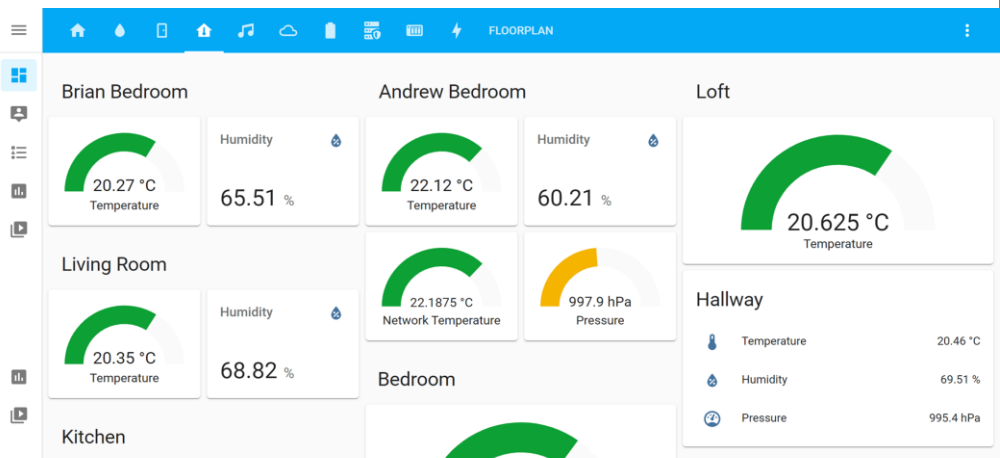 FLOORPLAN
Brian Bedroom
20.27 °C
Temperature
Humidity
65.51 %
Living Room
20.35 °C
Temperature
Humidity
68.82 %
Kitchen
Andrew Bedroom
22.12 °C
Temperature
Humidity
60.21 %
22.1875 °C
Network Temperature
997.9 hPa
Pressure
Bedroom
Loft
20.625 °C
Temperature
Hallway
Temperature 20.46 °C
Humidity 69.51 %
Pressure 995.4 hPa